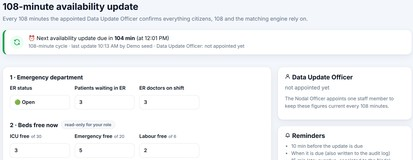 108-minute availability update
Every 108 minutes the appointed Data Update Officer confirms everything citizens, 108 and the matching engine rely on.
⏰ Next availability update due in 104 min (at 12:01 PM)
108-minute cycle · last update 10:13 AM by Demo seed · Data Update Officer: not appointed yet
1 · Emergency department
ER status
Patients waiting in ER
ER doctors on shift
Open
3
3
2 · Beds free now
read-only for your role
ICU free of 30
Emergency free of 20
Labour free of 8
3
5
2
Data Update Officer
not appointed yet
The Nodal Officer appoints one staff member to keep these figures current every 108 minutes.
Reminders
10 min before the update is due
When it is due (also written to the audit log)